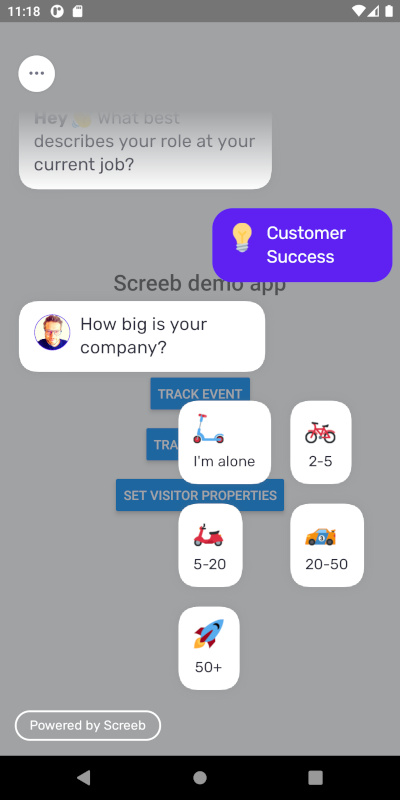 11:18
Hey 👋 What best
describes your role at your
current job?
Customer
Success
Screeb demo app
How big is your
company?
TRACK EVENT
I'm alone
2-5
TRA
SET VISITOR PROPERTIES
5-20
20-50
50+
Powered by Screeb